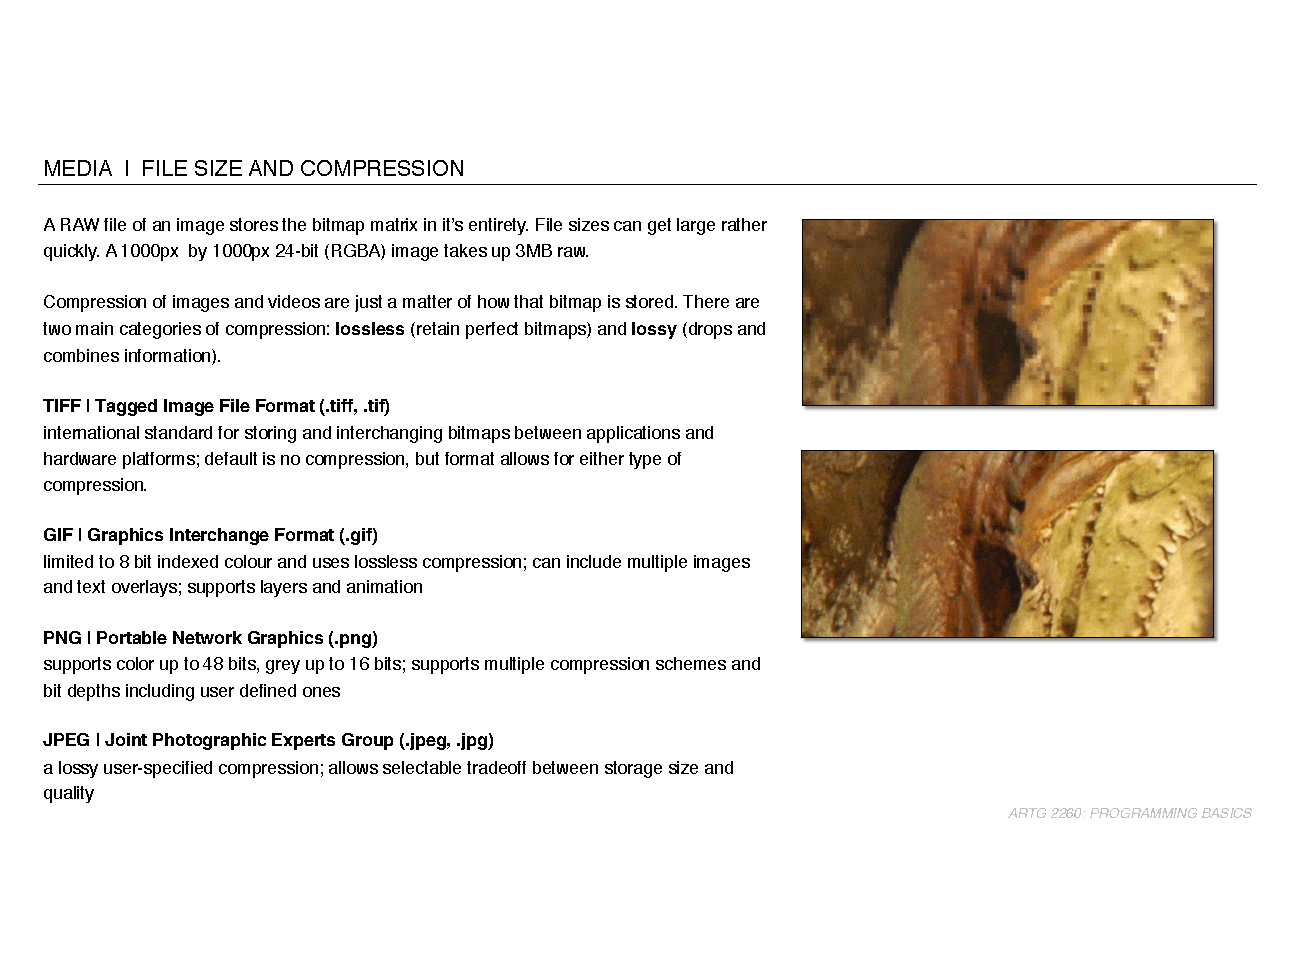 MEDIA | FILE SIZE AND COMPRESSION
A RAW file of an image stores the bitmap matrix in it's entirety. File sizes can get large rather
quickly. A 1000px by 1000px 24-bit (RGBA) image takes up 3MB raw.
Compression of images and videos are just a matter of how that bitmap is stored. There are
two main categories of compression: lossless (retain perfect bitmaps) and lossy (drops and
combines information).
TIFF | Tagged Image File Format (.tiff, .tif)
international standard for storing and interchanging bitmaps between applications and
hardware platforms; default is no compression, but format allows for either type of
compression.
GIF | Graphics Interchange Format (.gif)
limited to 8 bit indexed colour and uses lossless compression; can include multiple images
and text overlays; supports layers and animation
PNG | Portable Network Graphics (.png)
supports color up to 48 bits, grey up to 16 bits; supports multiple compression schemes and
bit depths including user defined ones
JPEG | Joint Photographic Experts Group (.jpeg, .jpg)
a lossy user-specified compression; allows selectable tradeoff between storage size and
quality
ARTG 2260: PROGRAMMING BASICS